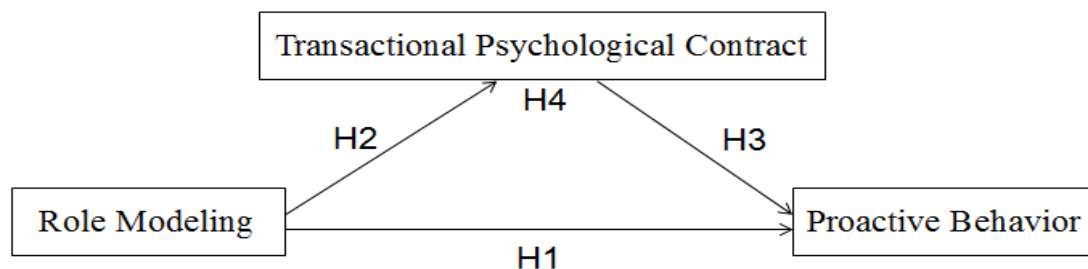 Transactional Psychological Contract
H4
H2
H3
Role Modeling
Proactive Behavior
H1